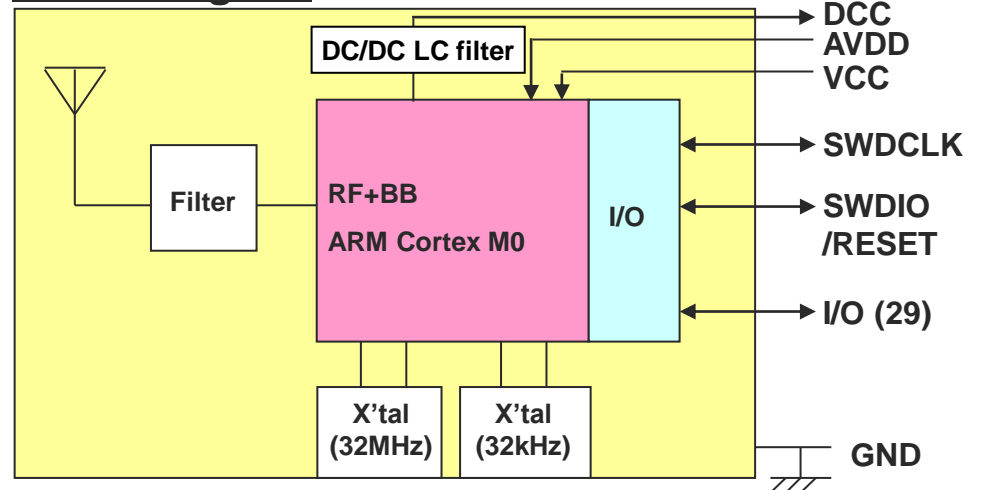 DC/DC LC filter
DCC
AVDD
VCC
SWDCLK
Filter
RF+BB
ARM Cortex M0
I/O
SWDIO
/RESET
I/O (29)
X'tal
(32MHz)
X'tal
(32kHz)
GND